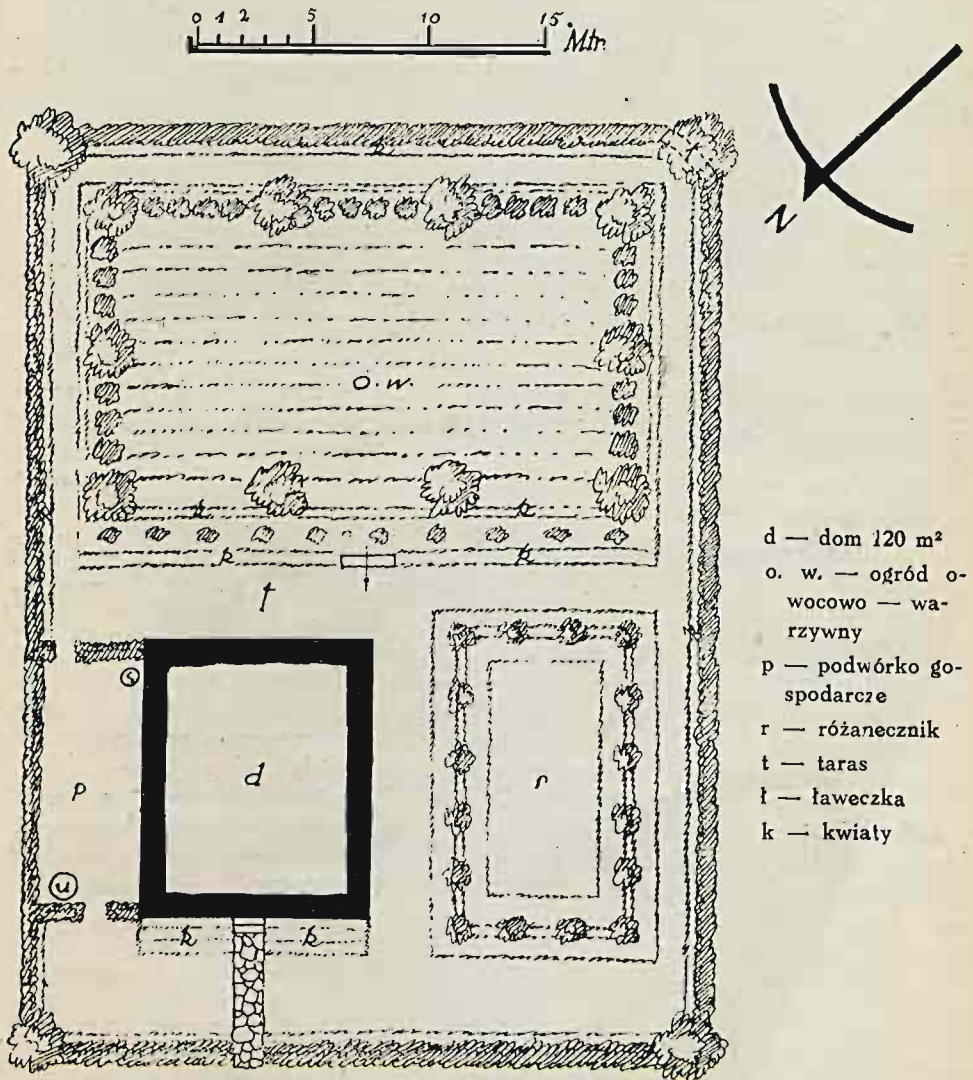 0 1 2 5 10 15 Mtr.
N
o. w.
k k
k k
t
s
d
r
p
u
k k
d — dom 120 m²
o. w. — ogród o-
wocowo — wa-
rzywny
p — podwórko go-
spodarcze
r — różanecznik
t — taras
ł — ławeczka
k — kwiaty